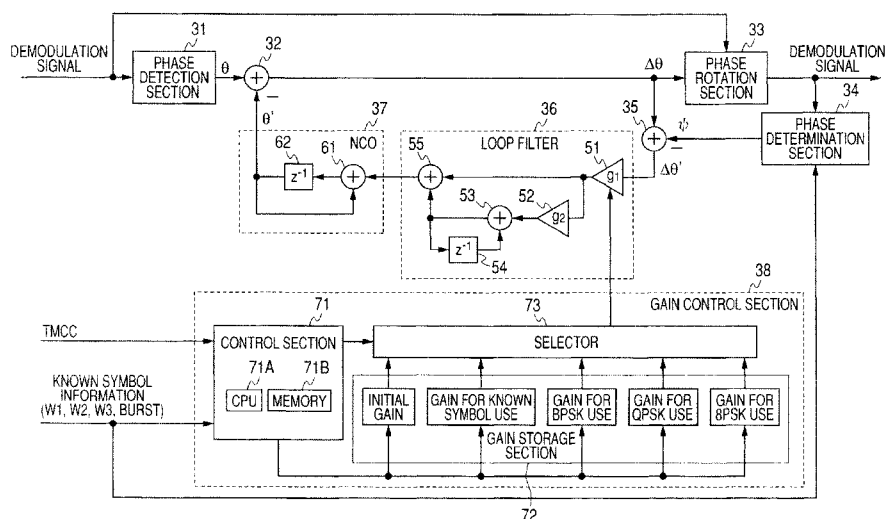 DEMODULATION
SIGNAL
31
PHASE
DETECTION
SECTION
θ
32
+
−
θ'
Δθ
33
PHASE
ROTATION
SECTION
DEMODULATION
SIGNAL
34
PHASE
DETERMINATION
SECTION
35
+
ψ
−
Δθ'
37
NCO
62
z-1
61
+
36
LOOP FILTER
55
+
51
g1
53
+
52
g2
z-1
54
38
GAIN CONTROL SECTION
TMCC
KNOWN SYMBOL
INFORMATION
(W1, W2, W3, BURST)
71
CONTROL SECTION
71A
CPU
71B
MEMORY
73
SELECTOR
INITIAL
GAIN
GAIN FOR KNOWN
SYMBOL USE
GAIN FOR
BPSK USE
GAIN FOR
QPSK USE
GAIN FOR
8PSK USE
GAIN STORAGE
SECTION
72